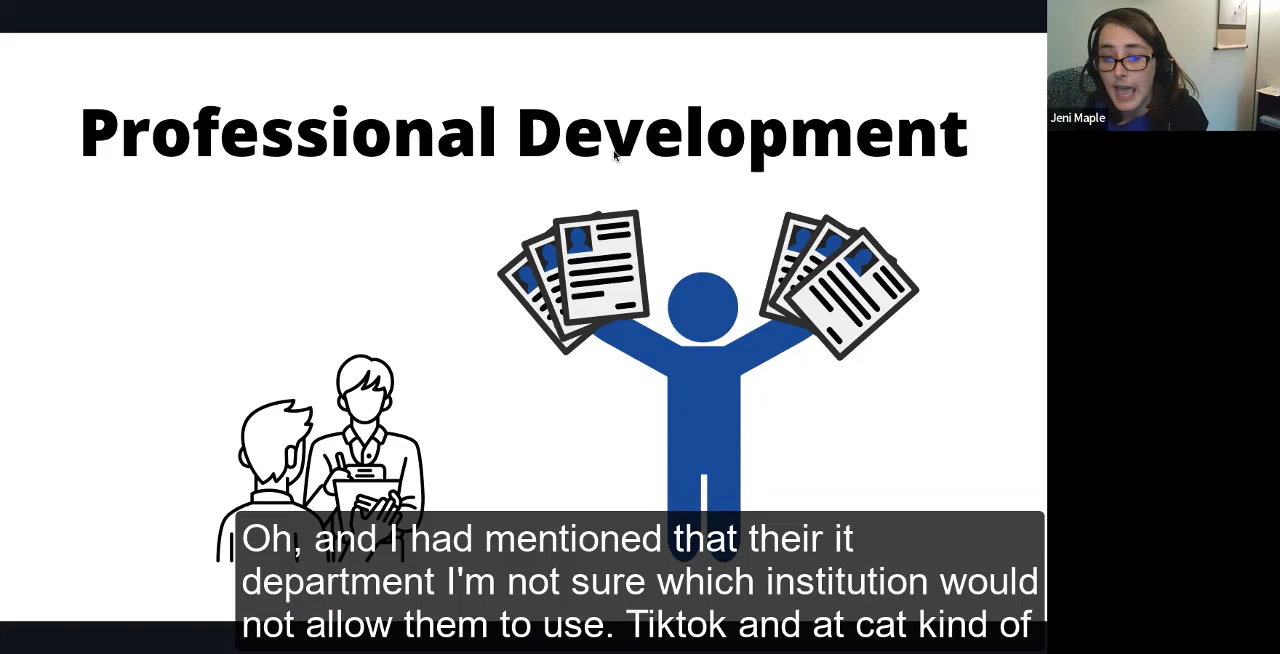 Professional Development
Jeni Maple
Oh, and I had mentioned that their it
department I'm not sure which institution would
not allow them to use. Tiktok and at cat kind of